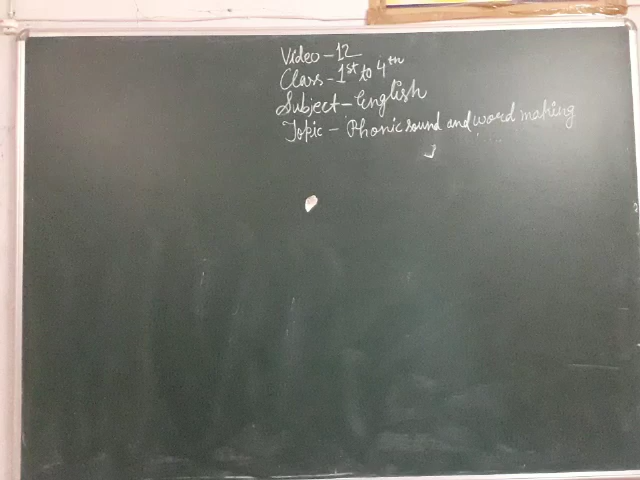 Video - 12
Class - 1st to 4th
Subject - English
Topic - Phonic sound and word making